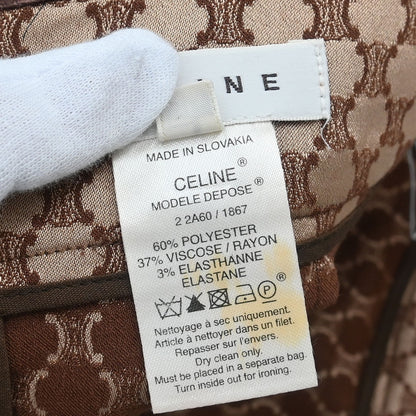 INE
MADE IN SLOVAKIA
CELINE®
MODELE DEPOSE®
2 2A60 / 1867
60% POLYESTER
37% VISCOSE / RAYON
3% ELASTHANNE
ELASTANE
P
Nettoyage à sec uniquement.
Article à nettoyer dans un filet.
Repasser sur l'envers.
Dry clean only.
Must be placed in a separate bag.
Turn inside out for ironing.